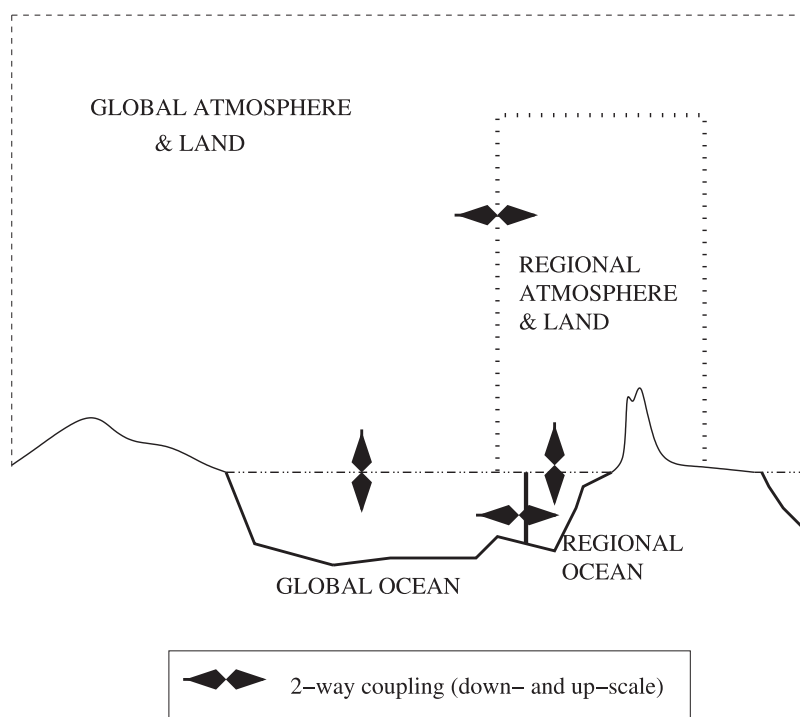 GLOBAL ATMOSPHERE
& LAND
REGIONAL
ATMOSPHERE
& LAND
REGIONAL
OCEAN
GLOBAL OCEAN
2−way coupling (down− and up−scale)